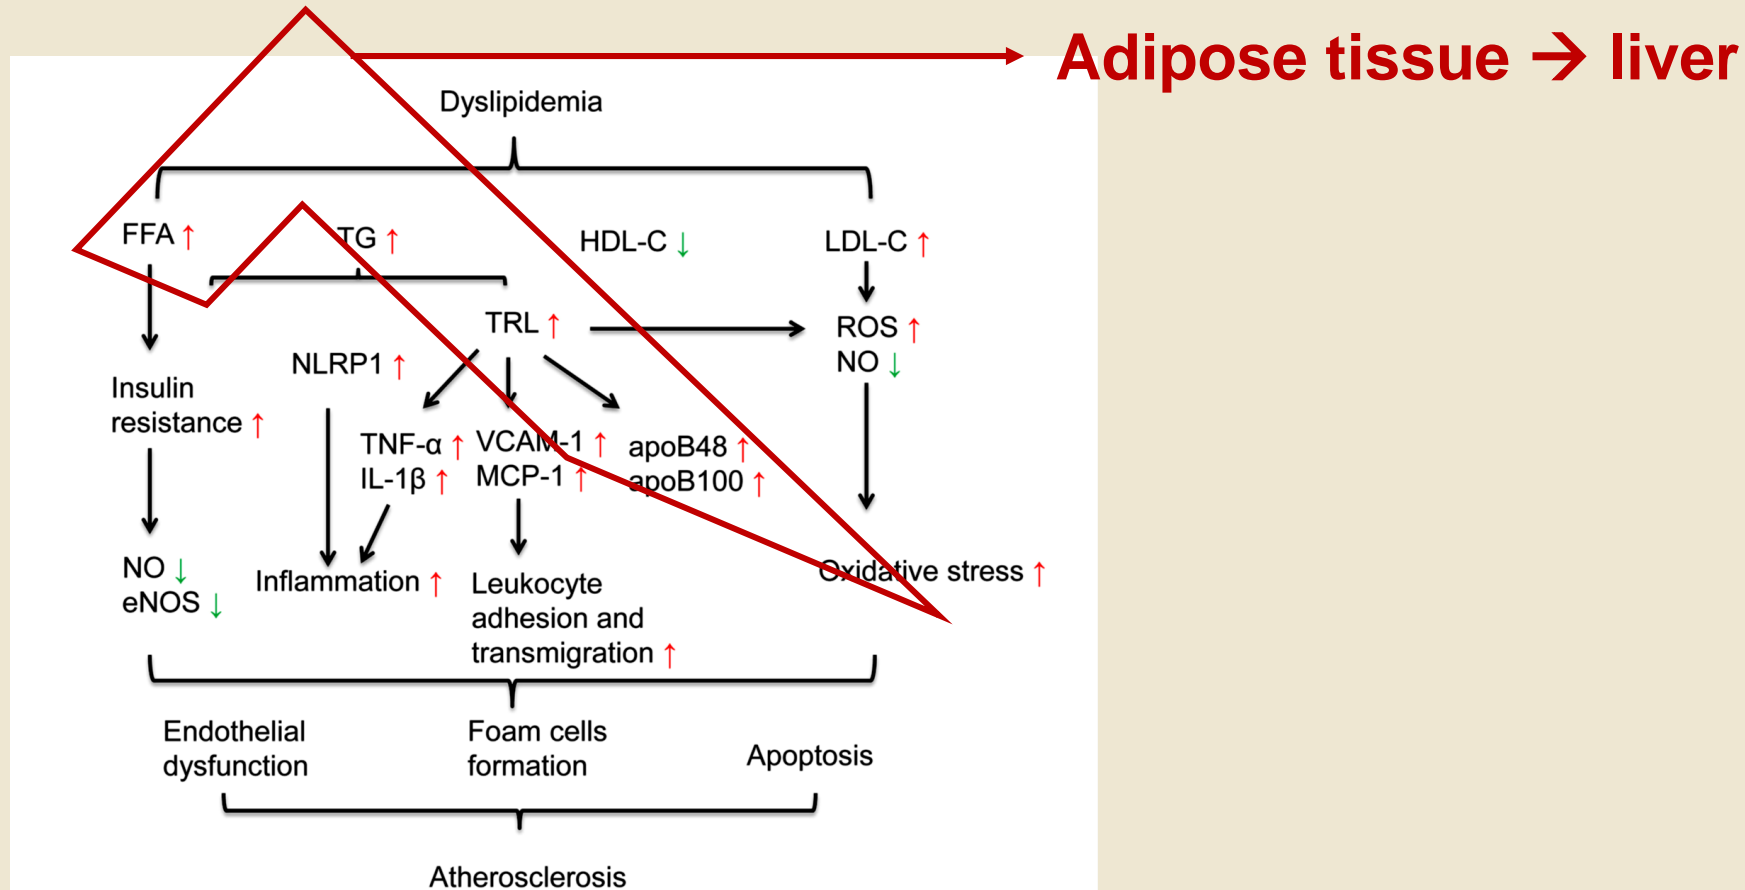 Adipose tissue → liver
Dyslipidemia
FFA ↑
TG ↑
HDL-C ↓
LDL-C ↑
TRL ↑
ROS ↑
NO ↓
NLRP1 ↑
Insulin
resistance ↑
TNF-α ↑
IL-1β ↑
VCAM-1 ↑
MCP-1 ↑
apoB48 ↑
apoB100 ↑
NO ↓
eNOS ↓
Inflammation ↑
Leukocyte
adhesion and
transmigration ↑
Oxidative stress ↑
Endothelial
dysfunction
Foam cells
formation
Apoptosis
Atherosclerosis